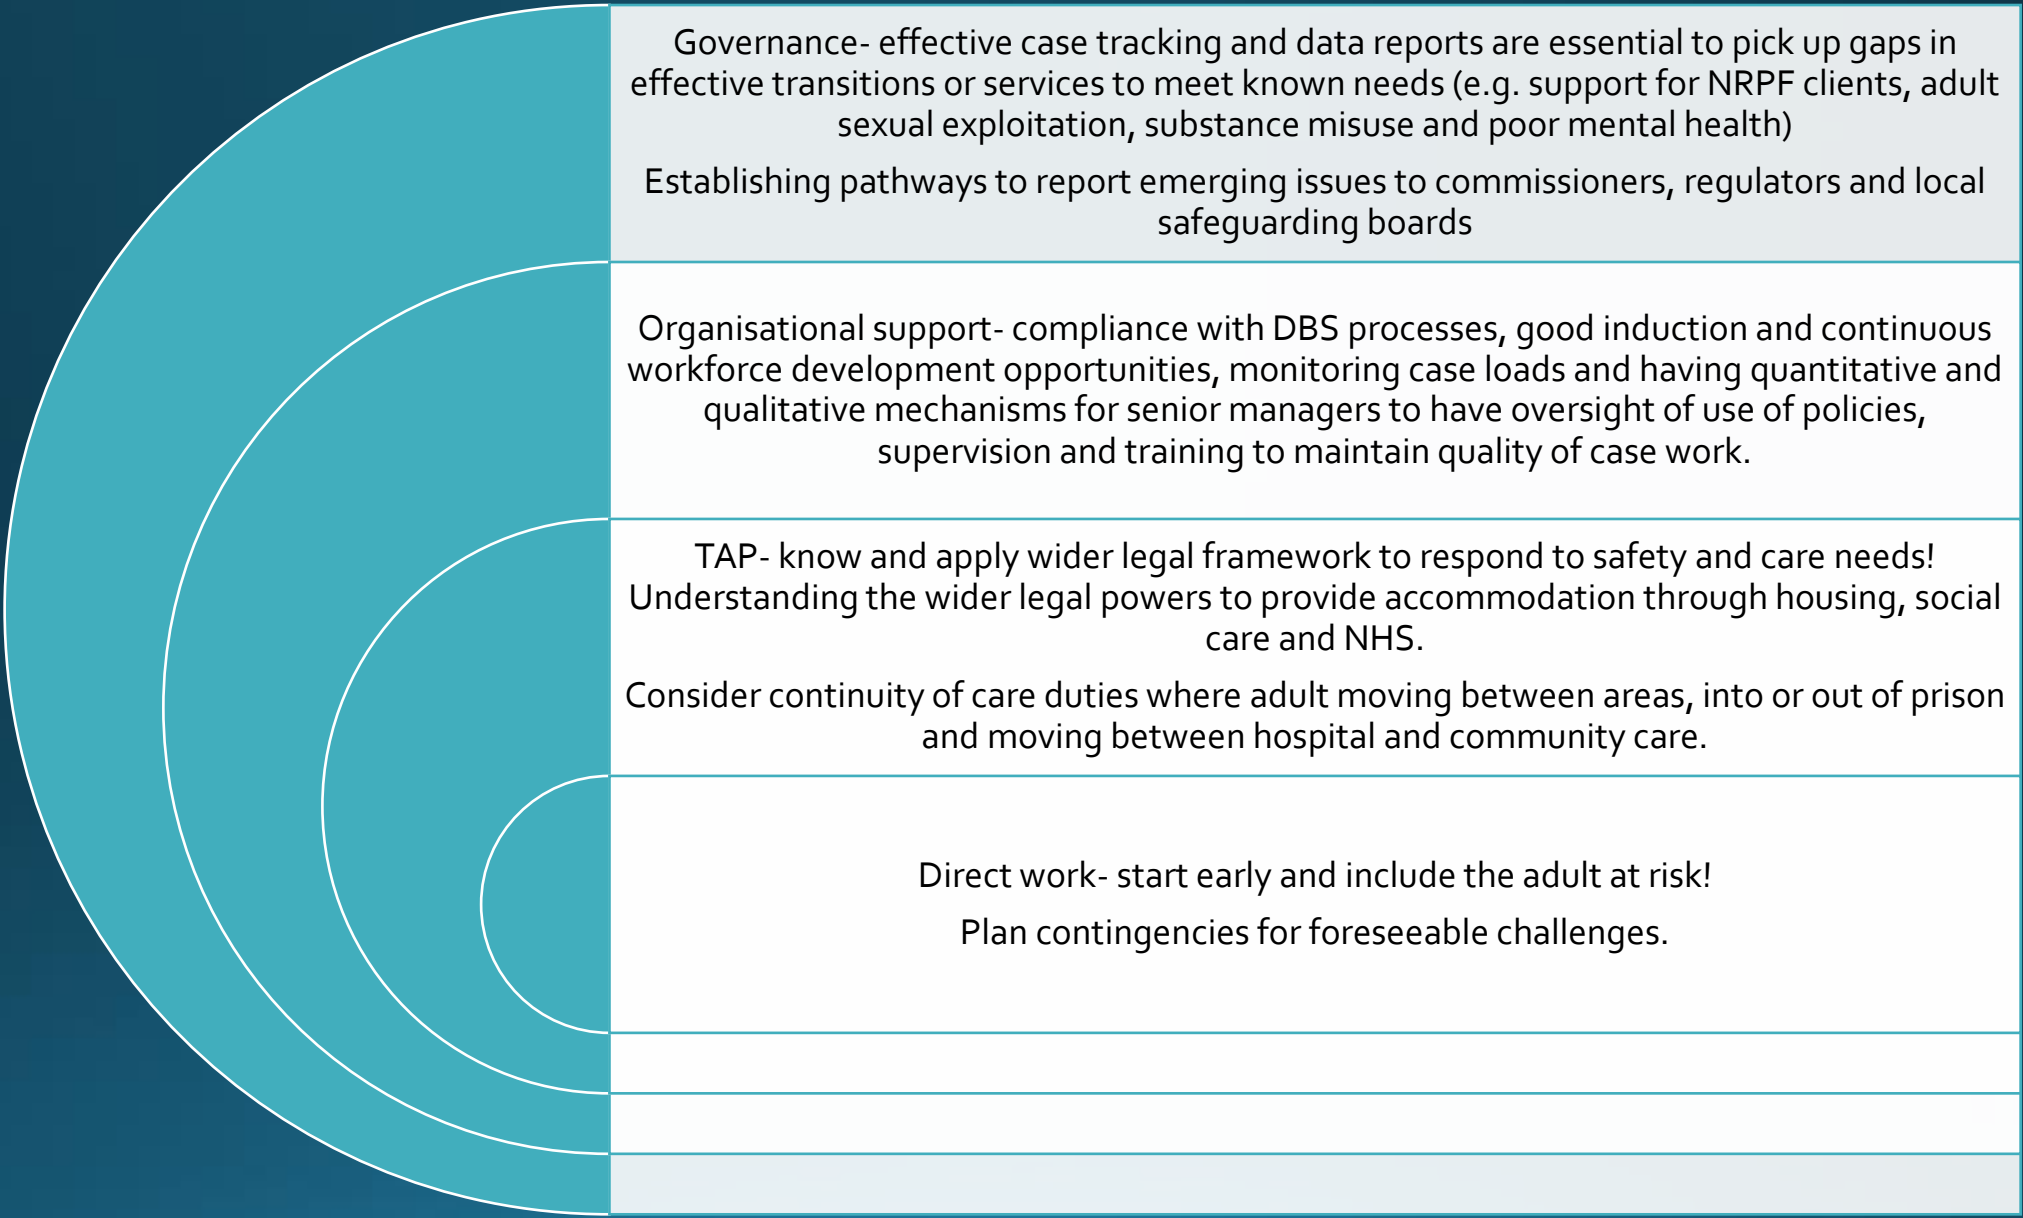 Governance- effective case tracking and data reports are essential to pick up gaps in
effective transitions or services to meet known needs (e.g. support for NRPF clients, adult
sexual exploitation, substance misuse and poor mental health)
Establishing pathways to report emerging issues to commissioners, regulators and local
safeguarding boards
Organisational support- compliance with DBS processes, good induction and continuous
workforce development opportunities, monitoring case loads and having quantitative and
qualitative mechanisms for senior managers to have oversight of use of policies,
supervision and training to maintain quality of case work.
TAP- know and apply wider legal framework to respond to safety and care needs!
Understanding the wider legal powers to provide accommodation through housing, social
care and NHS.
Consider continuity of care duties where adult moving between areas, into or out of prison
and moving between hospital and community care.
Direct work- start early and include the adult at risk!
Plan contingencies for foreseeable challenges.